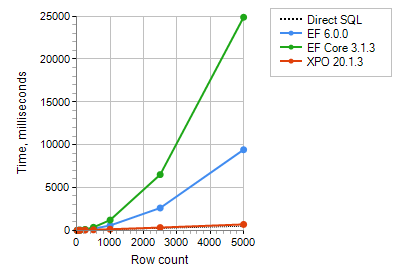 25000
20000
15000
10000
5000
0
0
1000
2000
3000
4000
5000
Time, milliseconds
Row count
Direct SQL
EF 6.0.0
EF Core 3.1.3
XPO 20.1.3